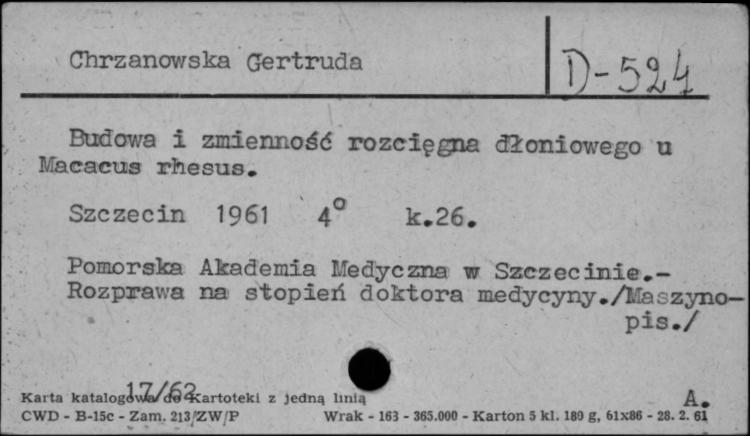 Chrzanowska Gertruda
D-524
Budowa i zmienność rozcięgna dłoniowego u
Macacus rhesus.
Szczecin 1961 4° k.26.
Pomorska Akademia Medyczna w Szczecinie.-
Rozprawa na stopień doktora medycyny./Maszyno-
pis./
17/62
Karta katalogowa do Kartoteki z jedną linią
A.
CWD - B-15c - Zam. 213/ZW/P Wrak - 163 - 365.000 - Karton 5 kl. 180 g, 61x86 - 28. 2. 61